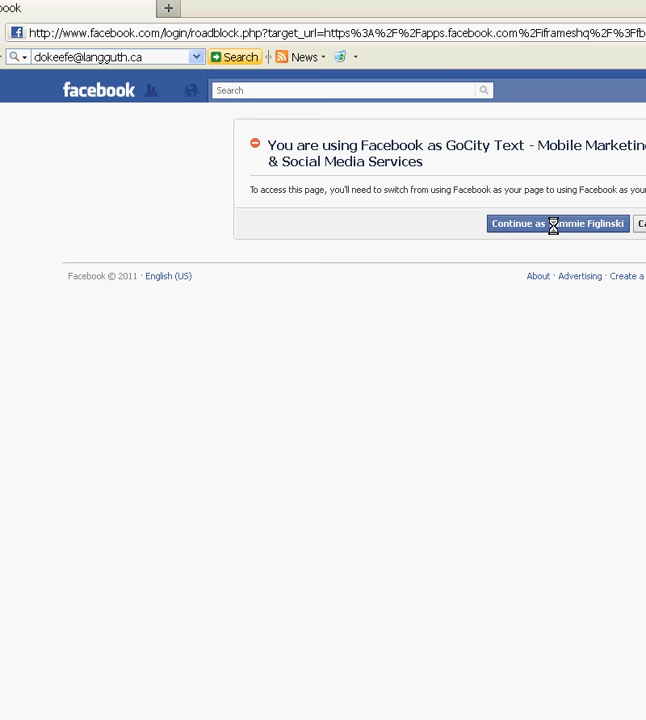 ook
http://www.facebook.com/login/roadblock.php?target_url=https%3A%2F%2Fapps.facebook.com%2Fiframeshq%2F%3Ffb
dokeefe@langguth.ca Search News
facebook Search
You are using Facebook as GoCity Text - Mobile Marketin
& Social Media Services
To access this page, you'll need to switch from using Facebook as your page to using Facebook as your
Continue as mmie Figlinski Ca
Facebook © 2011 · English (US) About · Advertising · Create a